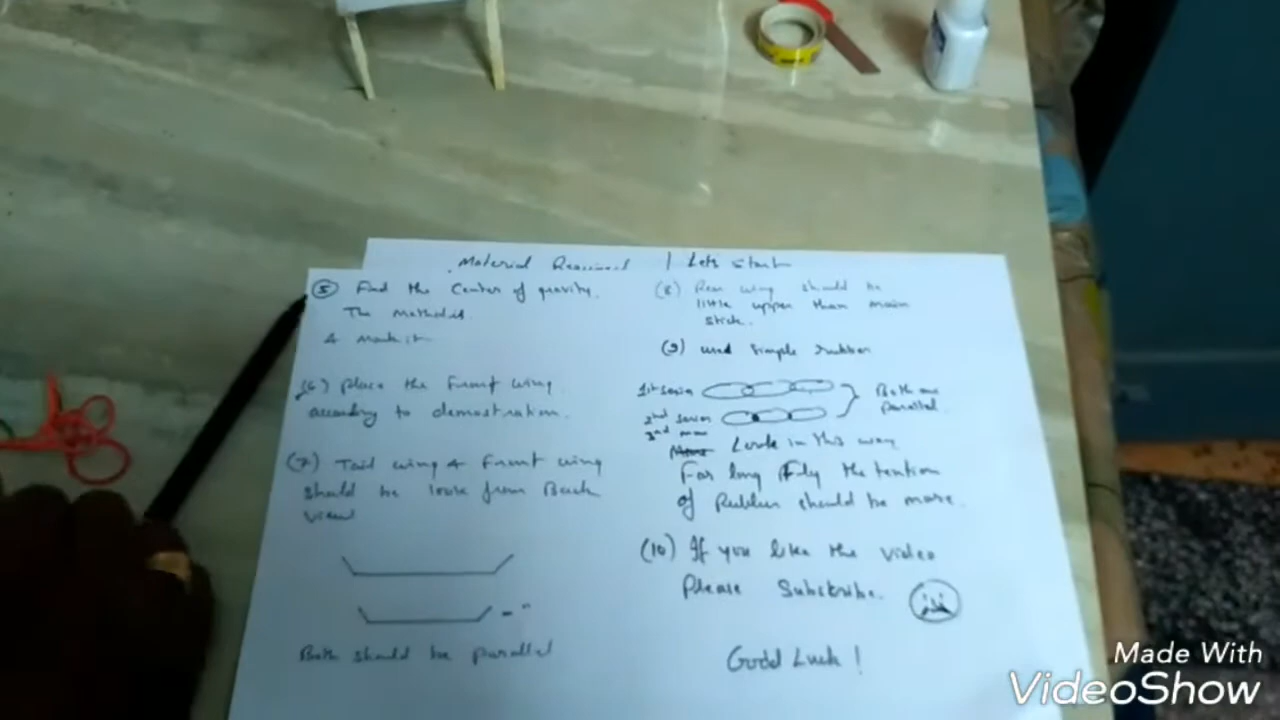 Material Required | Lets start
(5) Find the Center of gravity.
The method is
& mark it
(6) Place the Front wing
according to demostration.
(7) Tail wing & Front wing
should be look from Back
view
Both should be parallel
(8) Rear wing should be
little upper than main
stick.
(9) used simple rubber
1st series
2nd series
Both are
parallel.
Look in this way
For long Fly the tention
of Rubber should be more.
(10) If you like the video
Please Subscribe.
Good Luck !
Made With
VideoShow